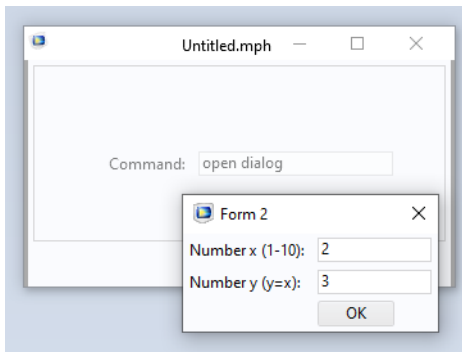 Untitled.mph
Command: open dialog
Form 2
Number x (1-10): 2
Number y (y=x): 3
OK